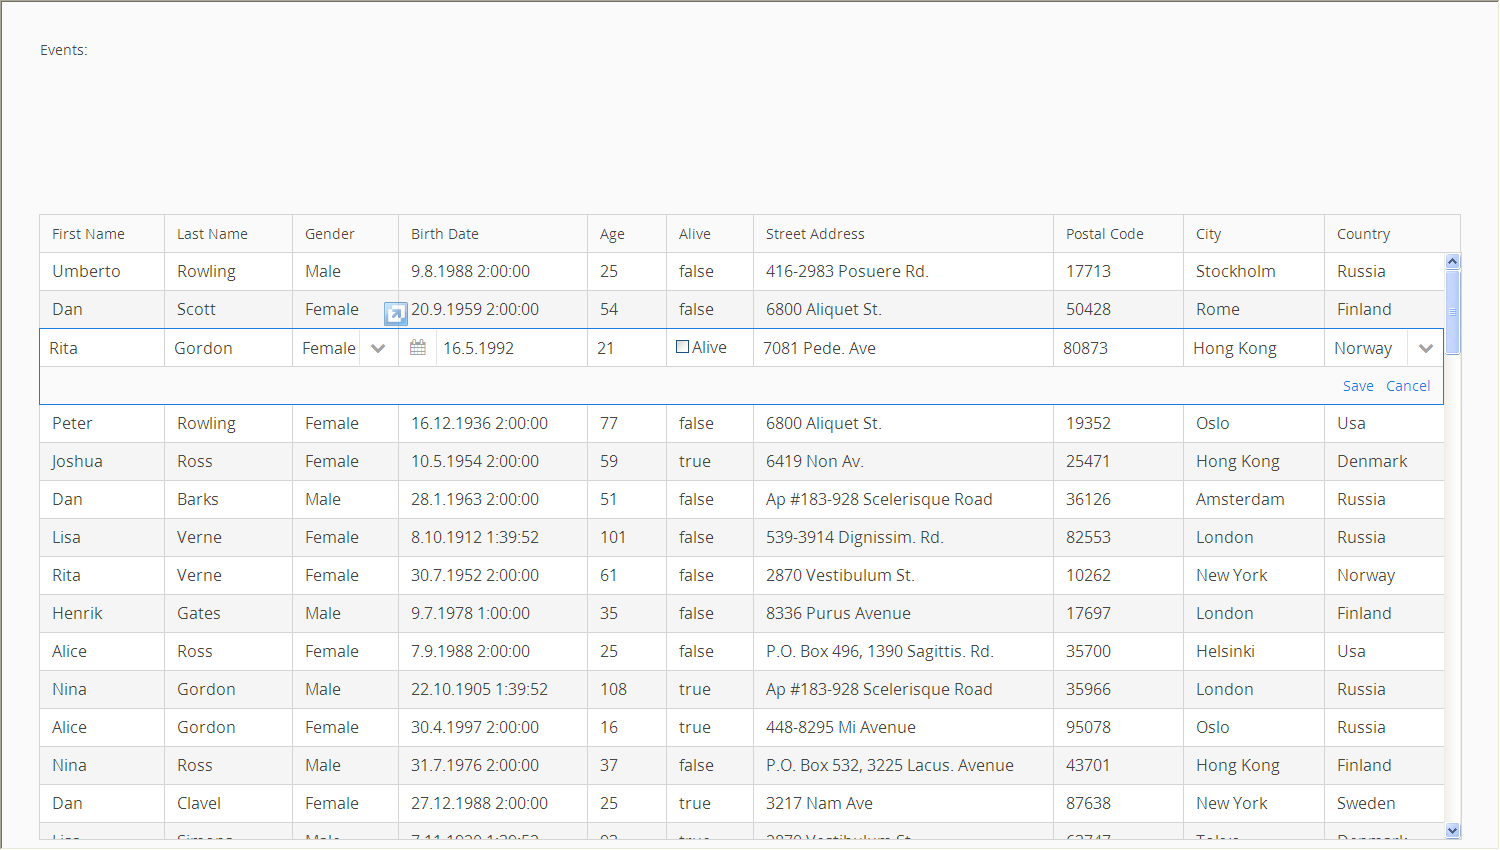 Events:
First Name Last Name Gender Birth Date Age Alive Street Address Postal Code City Country
Umberto Rowling Male 9.8.1988 2:00:00 25 false 416-2983 Posuere Rd. 17713 Stockholm Russia
Dan Scott Female 20.9.1959 2:00:00 54 false 6800 Aliquet St. 50428 Rome Finland
Rita Gordon Female 16.5.1992 21 Alive 7081 Pede. Ave 80873 Hong Kong Norway
Save Cancel
Peter Rowling Female 16.12.1936 2:00:00 77 false 6800 Aliquet St. 19352 Oslo Usa
Joshua Ross Female 10.5.1954 2:00:00 59 true 6419 Non Av. 25471 Hong Kong Denmark
Dan Barks Male 28.1.1963 2:00:00 51 false Ap #183-928 Scelerisque Road 36126 Amsterdam Russia
Lisa Verne Female 8.10.1912 1:39:52 101 false 539-3914 Dignissim. Rd. 82553 London Russia
Rita Verne Female 30.7.1952 2:00:00 61 false 2870 Vestibulum St. 10262 New York Norway
Henrik Gates Male 9.7.1978 1:00:00 35 false 8336 Purus Avenue 17697 London Finland
Alice Ross Female 7.9.1988 2:00:00 25 false P.O. Box 496, 1390 Sagittis. Rd. 35700 Helsinki Usa
Nina Gordon Male 22.10.1905 1:39:52 108 true Ap #183-928 Scelerisque Road 35966 London Russia
Alice Gordon Female 30.4.1997 2:00:00 16 true 448-8295 Mi Avenue 95078 Oslo Russia
Nina Ross Male 31.7.1976 2:00:00 37 false P.O. Box 532, 3225 Lacus. Avenue 43701 Hong Kong Finland
Dan Clavel Female 27.12.1988 2:00:00 25 true 3217 Nam Ave 87638 New York Sweden